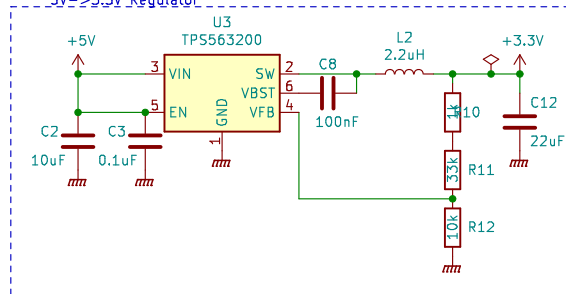 5V->3.3V Regulator
U3
TPS563200
+5V
L2
2.2uH
+3.3V
3
VIN
SW
2
C8
VBST
6
5
EN
VFB
4
GND
1
100nF
1k
R10
C12
22uF
C2
10uF
C3
0.1uF
33k
R11
10k
R12